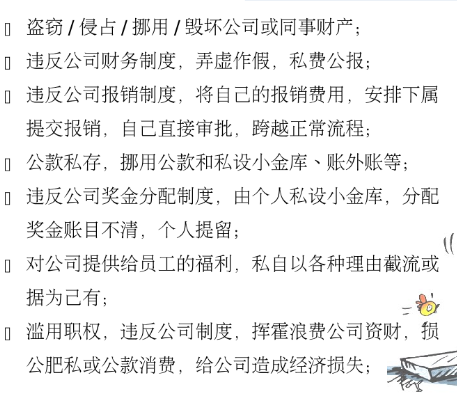 盗窃 / 侵占 / 挪用 / 毁坏公司或同事财产；
违反公司财务制度，弄虚作假，私费公报；
违反公司报销制度，将自己的报销费用，安排下属
提交报销，自己直接审批，跨越正常流程；
公款私存，挪用公款和私设小金库、账外账等；
违反公司奖金分配制度，由个人私设小金库，分配
奖金账目不清，个人提留；
对公司提供给员工的福利，私自以各种理由截流或
据为己有；
滥用职权，违反公司制度，挥霍浪费公司资财，损
公肥私或公款消费，给公司造成经济损失；